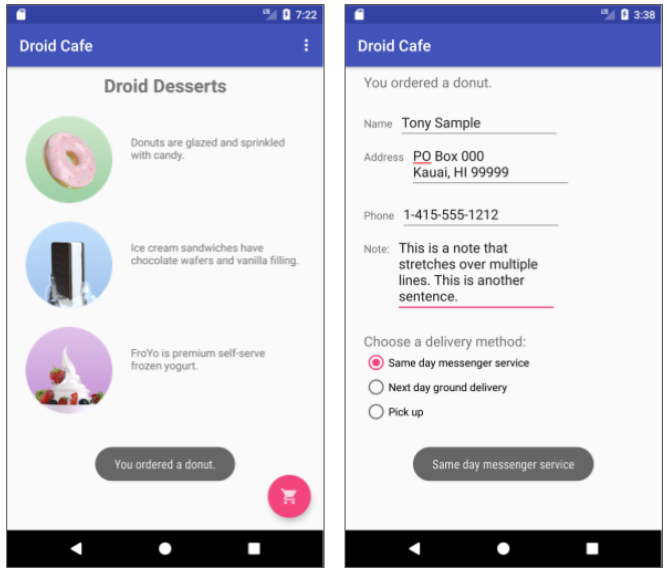 7:22
Droid Cafe
Droid Desserts
Donuts are glazed and sprinkled
with candy.
Ice cream sandwiches have
chocolate wafers and vanilla filling.
FroYo is premium self-serve
frozen yogurt.
You ordered a donut.
3:38
Droid Cafe
You ordered a donut.
Name Tony Sample
Address PO Box 000
Kauai, HI 99999
Phone 1-415-555-1212
Note: This is a note that
stretches over multiple
lines. This is another
sentence.
Choose a delivery method:
Same day messenger service
Next day ground delivery
Pick up
Same day messenger service